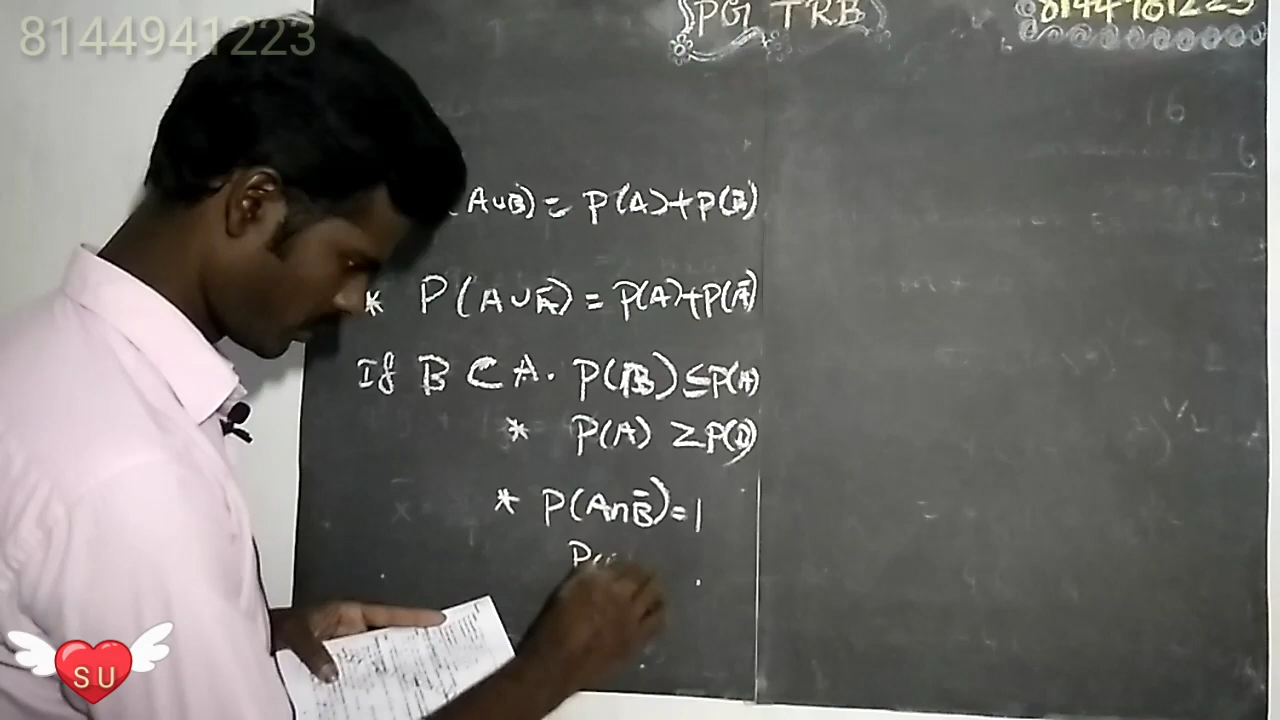 8144941223
PG TRB
(A∪B) = P(A)+P(B)
* P(A∪A̅) = P(A)+P(A̅)
If B ⊂ A. P(B) ≤ P(A)
* P(A) ≥
* P(A∩B̅) = 1
S U